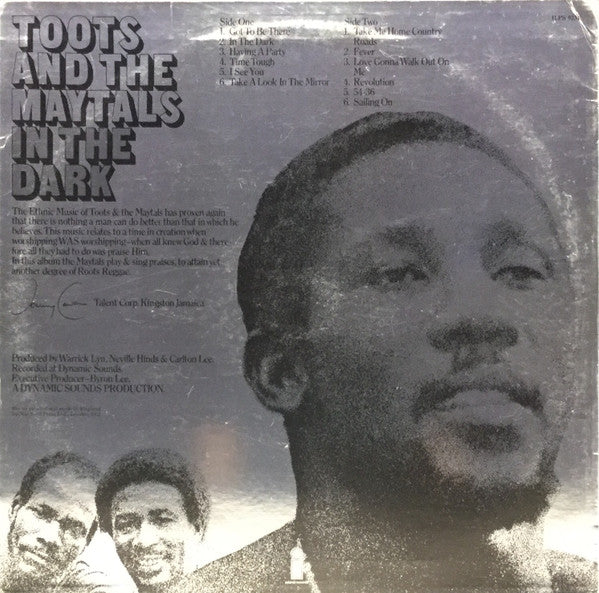 TOOTS
AND THE
MAYTALS
IN THE
DARK
Side One
1. Got To Be There
2. In The Dark
3. Having A Party
4. Time Tough
5. I See You
6. Take A Look In The Mirror
Side Two
1. Take Me Home Country
Roads
2. Fever
3. Love Gonna Walk Out On
Me
4. Revolution
5. 54-36
6. Sailing On
ILPS
The Ethnic Music of Toots & the Maytals has proven again
that there is nothing a man can do better than that in which he
believes. This music relates to a time in creation when
worshipping WAS worshipping–when all knew God & there-
fore all they had to do was praise Him.
In this album the Maytals play & sing praises, to attain yet
another degree of Roots Reggae.
Talent Corp. Kingston Jamaica
Produced by Warrick Lyn, Neville Hinds & Carlton Lee.
Recorded at Dynamic Sounds.
Executive Producer–Byron Lee.
A DYNAMIC SOUNDS PRODUCTION